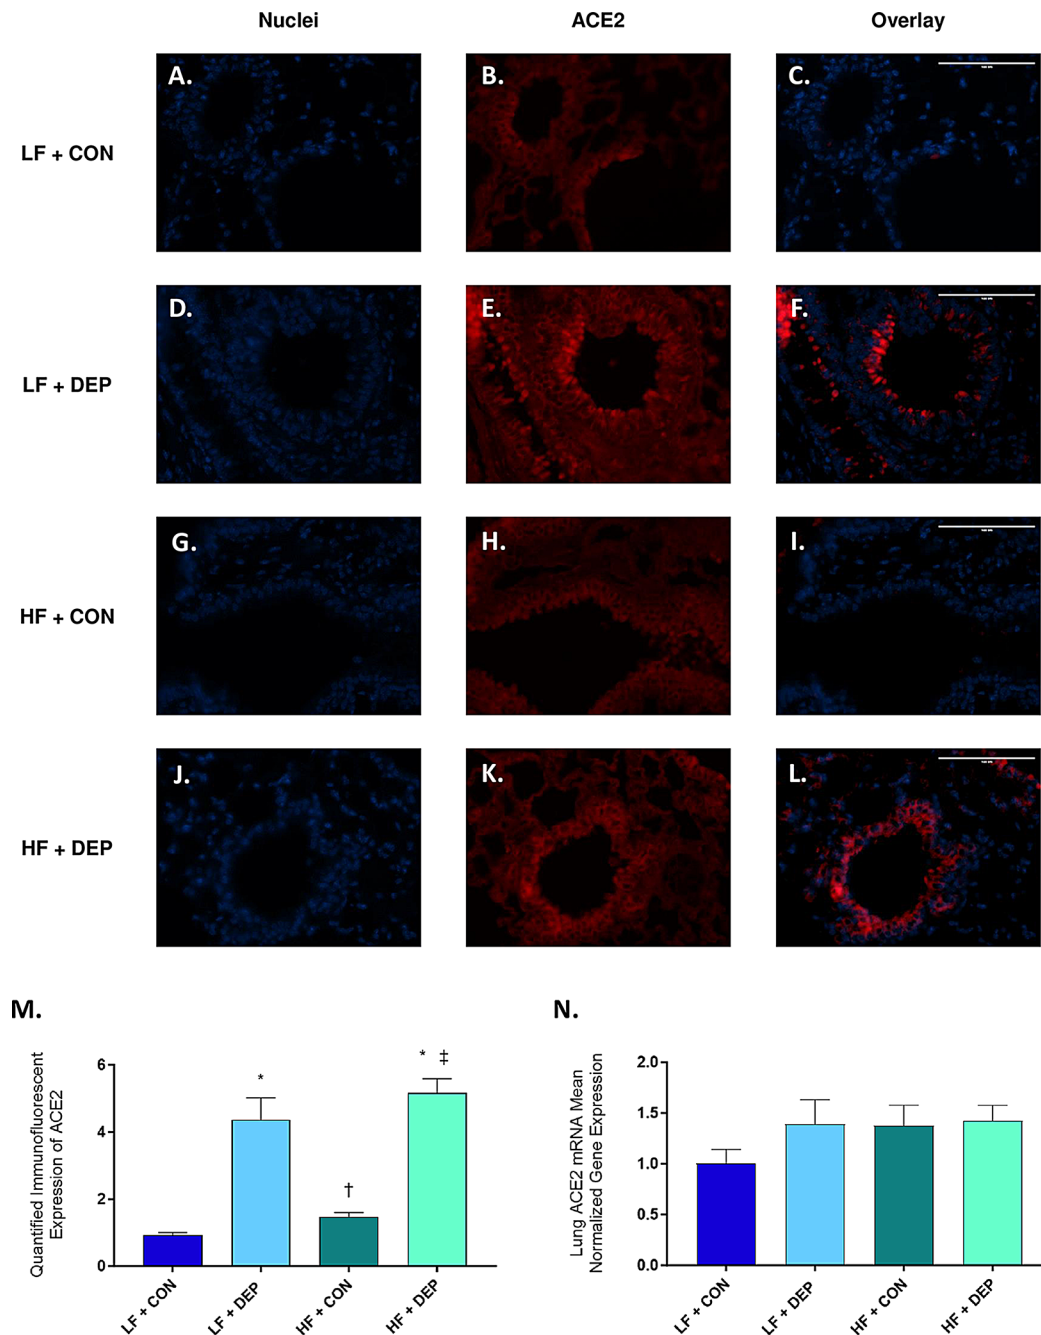 Nuclei ACE2 Overlay
LF + CON
A. B. C.
LF + DEP
D. E. F.
HF + CON
G. H. I.
HF + DEP
J. K. L.
M.
Quantified Immunofluorescent
Expression of ACE2
6
4
2
0
*
†
* ‡
LF + CON
LF + DEP
HF + CON
HF + DEP
N.
Lung ACE2 mRNA Mean
Normalized Gene Expression
2.0
1.5
1.0
0.5
0.0
LF + CON
LF + DEP
HF + CON
HF + DEP